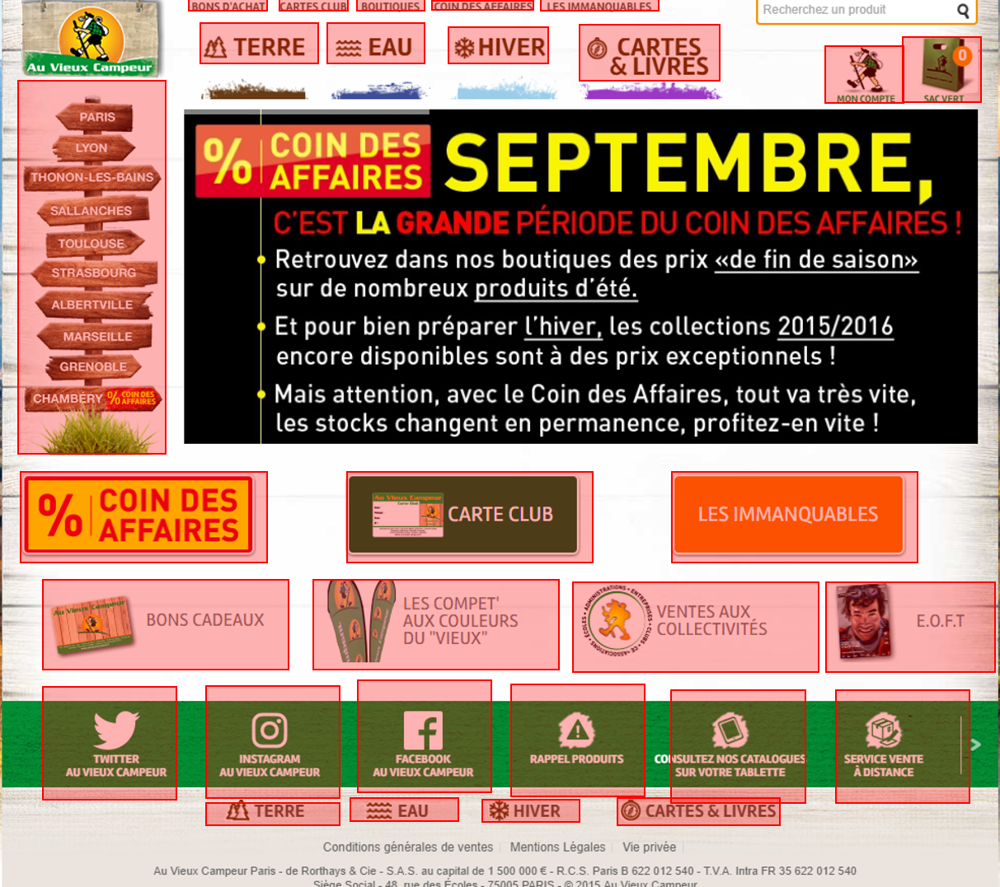 BONS D'ACHAT
CARTES CLUB
BOUTIQUES
COIN DES AFFAIRES
LES IMMANQUABLES
Recherchez un produit
Au Vieux Campeur
TERRE
EAU
HIVER
CARTES
& LIVRES
0
MON COMPTE
SAC VERT
PARIS
LYON
THONON-LES-BAINS
SALLANCHES
TOULOUSE
STRASBOURG
ALBERTVILLE
MARSEILLE
GRENOBLE
CHAMBÉRY % COIN DES
AFFAIRES
% COIN DES
AFFAIRES
SEPTEMBRE,
C'EST LA GRANDE PÉRIODE DU COIN DES AFFAIRES !
• Retrouvez dans nos boutiques des prix «de fin de saison»
sur de nombreux produits d'été.
• Et pour bien préparer l'hiver, les collections 2015/2016
encore disponibles sont à des prix exceptionnels !
• Mais attention, avec le Coin des Affaires, tout va très vite,
les stocks changent en permanence, profitez-en vite !
% COIN DES
AFFAIRES
Au Vieux Campeur
CARTE CLUB
LES IMMANQUABLES
Au Vieux Campeur
BONS CADEAUX
LES COMPET'
AUX COULEURS
DU "VIEUX"
ADMINISTRATIONS • ENTREPRISES • CLUBS • CE • ASSOCIATIONS • ÉCOLES •
VENTES AUX
COLLECTIVITÉS
E.O.F.T
TWITTER
AU VIEUX CAMPEUR
INSTAGRAM
AU VIEUX CAMPEUR
FACEBOOK
AU VIEUX CAMPEUR
RAPPEL PRODUITS
CONSULTEZ NOS CATALOGUES
SUR VOTRE TABLETTE
SERVICE VENTE
À DISTANCE
TERRE
EAU
HIVER
CARTES & LIVRES
Conditions générales de ventes | Mentions Légales | Vie privée |
Au Vieux Campeur Paris - de Rorthays & Cie - S.A.S. au capital de 1 500 000 € - R.C.S. Paris B 622 012 540 - T.V.A. Intra FR 35 622 012 540
Siège Social - 48, rue des Écoles - 75005 PARIS - © 2015 Au Vieux Campeur